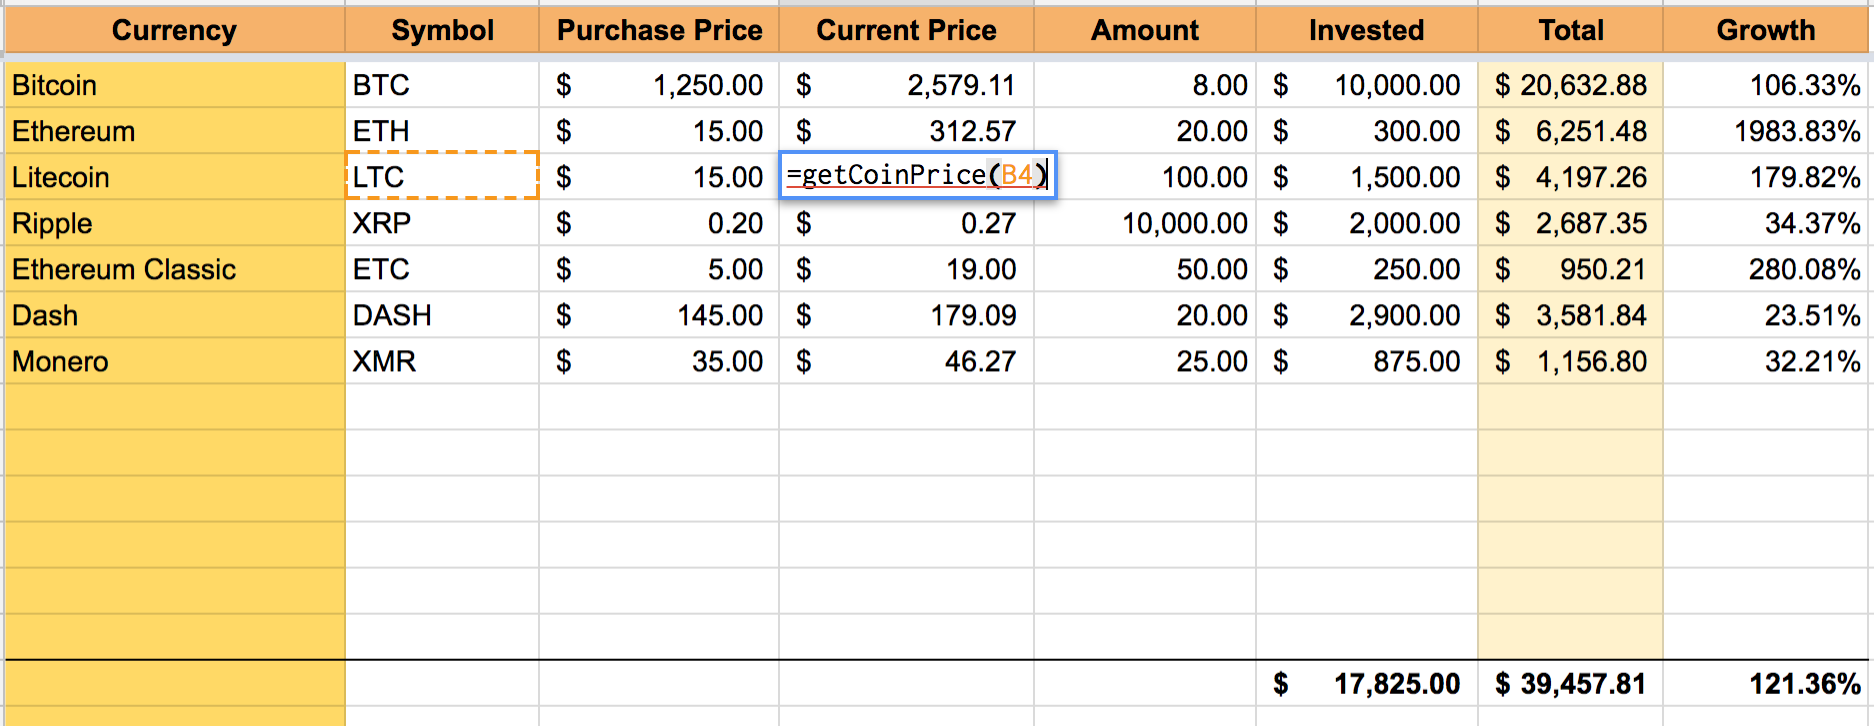 Currency Symbol Purchase Price Current Price Amount Invested Total Growth
Bitcoin BTC $ 1,250.00 $ 2,579.11 8.00 $ 10,000.00 $ 20,632.88 106.33%
Ethereum ETH $ 15.00 $ 312.57 20.00 $ 300.00 $ 6,251.48 1983.83%
Litecoin LTC $ 15.00 =getCoinPrice(B4) 100.00 $ 1,500.00 $ 4,197.26 179.82%
Ripple XRP $ 0.20 $ 0.27 10,000.00 $ 2,000.00 $ 2,687.35 34.37%
Ethereum Classic ETC $ 5.00 $ 19.00 50.00 $ 250.00 $ 950.21 280.08%
Dash DASH $ 145.00 $ 179.09 20.00 $ 2,900.00 $ 3,581.84 23.51%
Monero XMR $ 35.00 $ 46.27 25.00 $ 875.00 $ 1,156.80 32.21%
$ 17,825.00 $ 39,457.81 121.36%